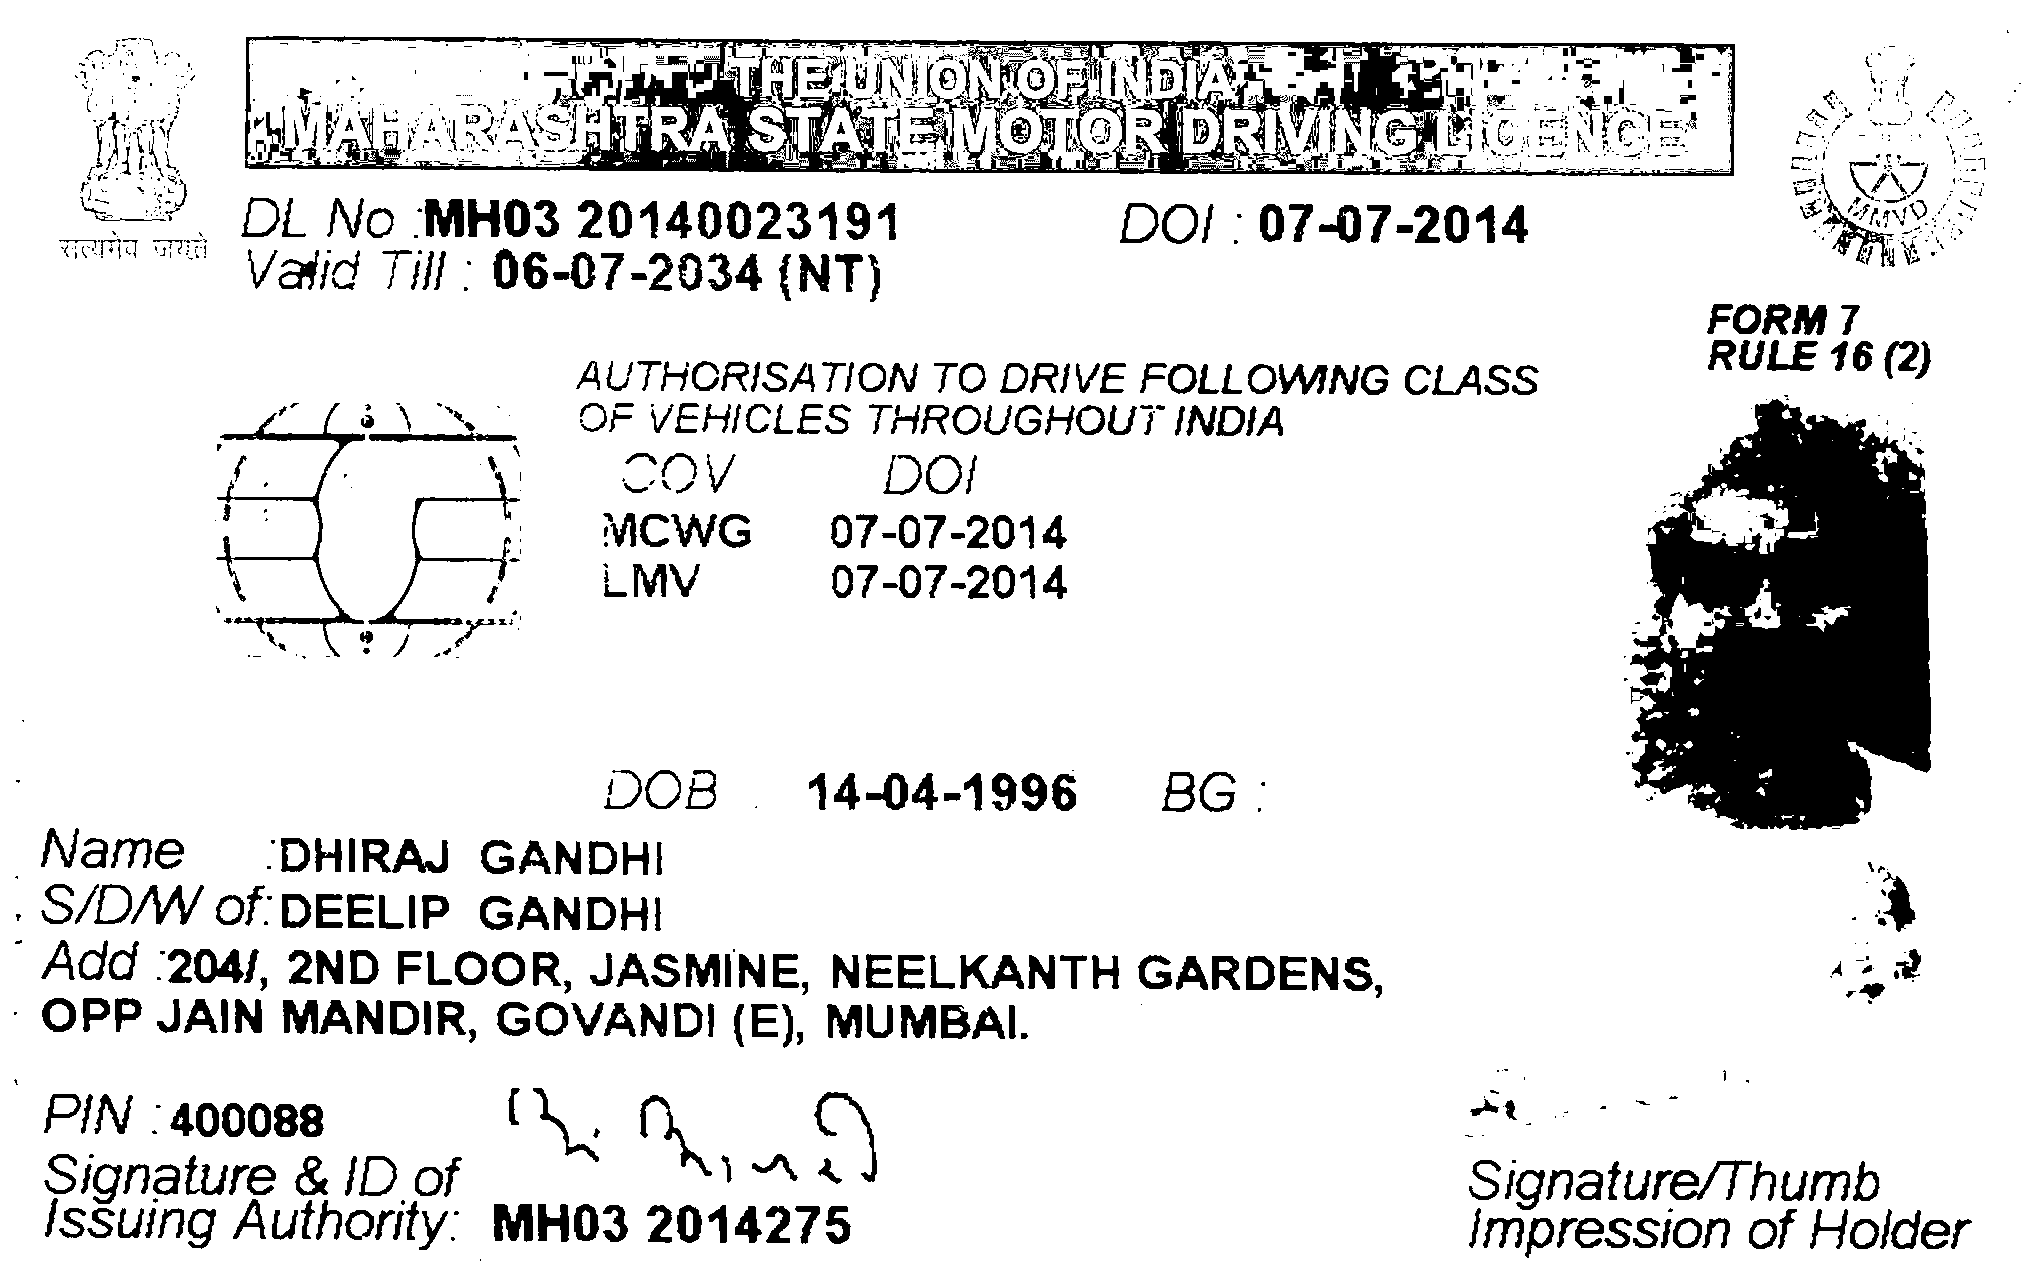 THE UNION OF INDIA
MAHARASHTRA STATE MOTOR DRIVING LICENCE
सत्यमेव जयते
MMVD
DL No :MH03 20140023191 DOI : 07-07-2014
Valid Till : 06-07-2034 (NT)
FORM 7
RULE 16 (2)
AUTHORISATION TO DRIVE FOLLOWING CLASS
OF VEHICLES THROUGHOUT INDIA
COV DOI
MCWG 07-07-2014
LMV 07-07-2014
DOB : 14-04-1996 BG :
Name :DHIRAJ GANDHI
S/D/W of:DEELIP GANDHI
Add :204/, 2ND FLOOR, JASMINE, NEELKANTH GARDENS,
OPP JAIN MANDIR, GOVANDI (E), MUMBAI.
PIN :400088
Signature & ID of
Issuing Authority: MH03 2014275
Signature/Thumb
Impression of Holder